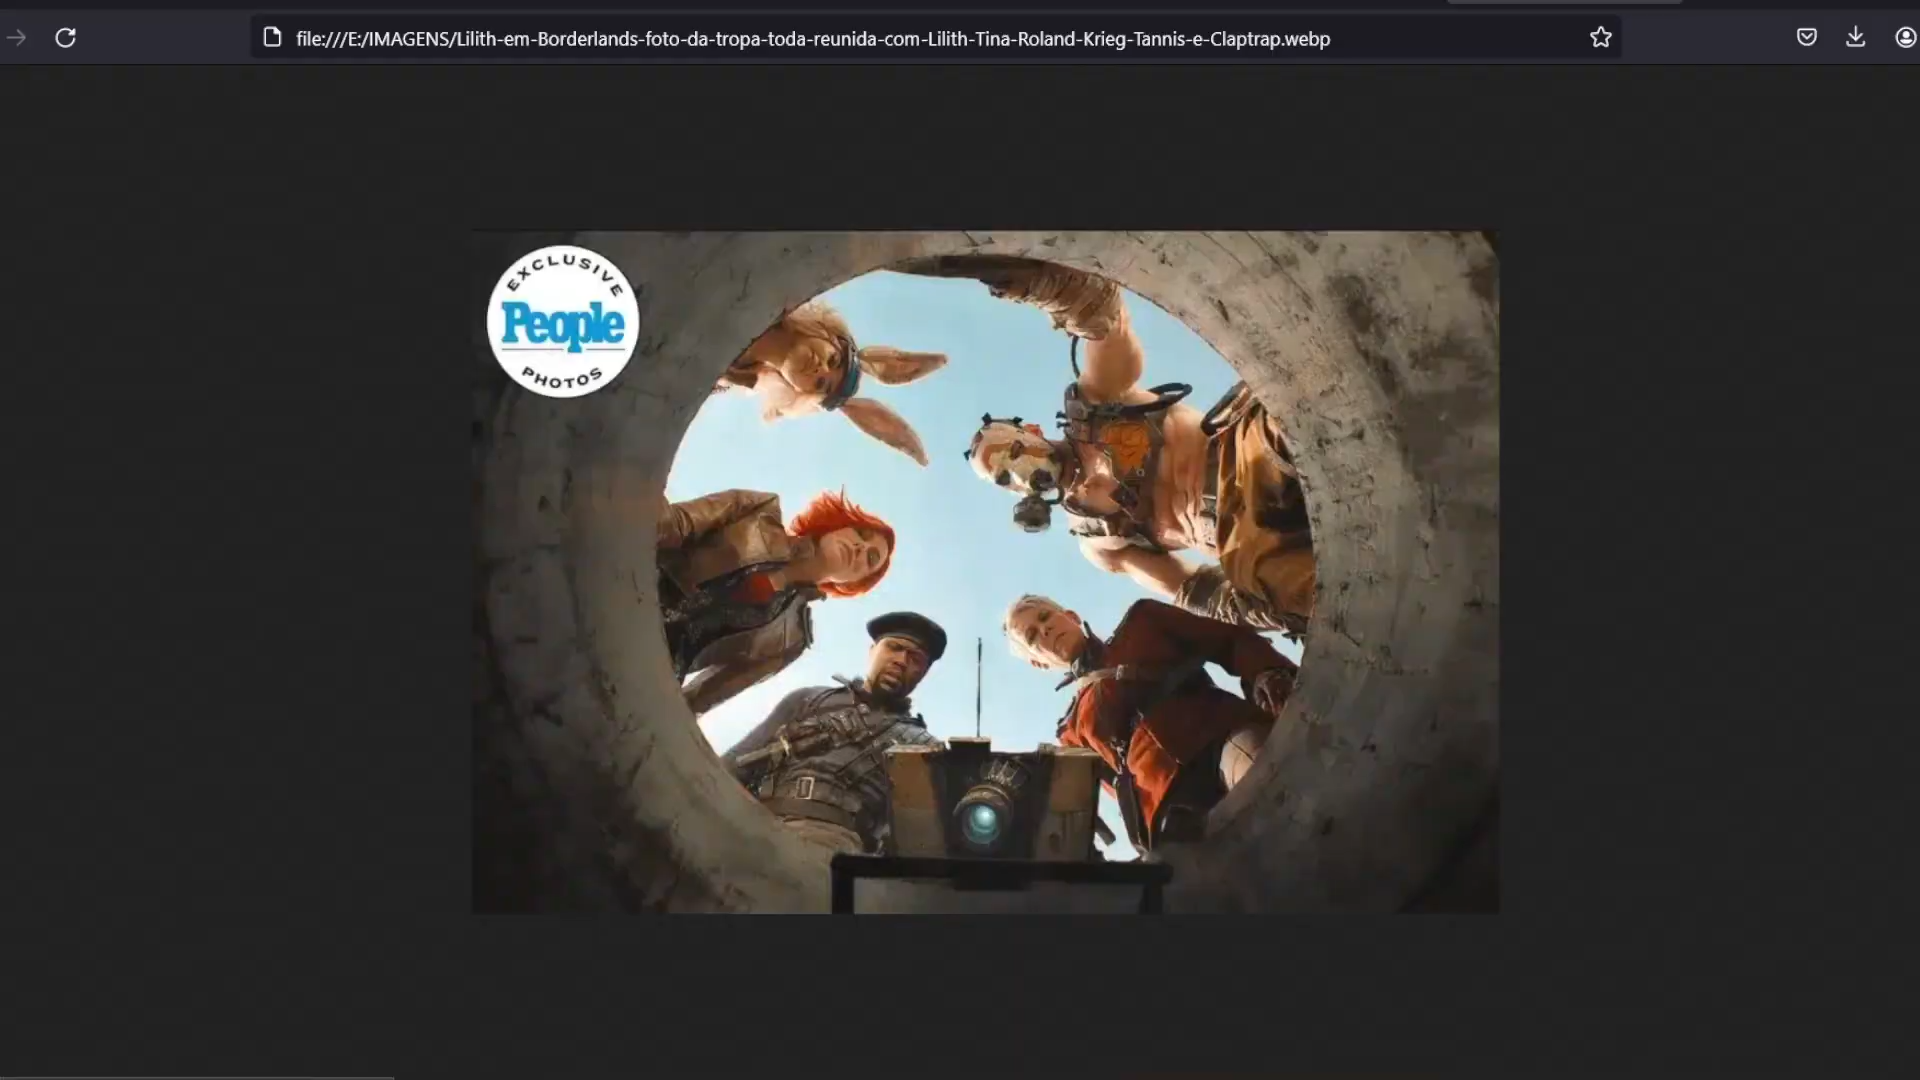 file:///E:/IMAGENS/Lilith-em-Borderlands-foto-da-tropa-toda-reunida-com-Lilith-Tina-Roland-Krieg-Tannis-e-Claptrap.webp
EXCLUSIVE
People
PHOTOS